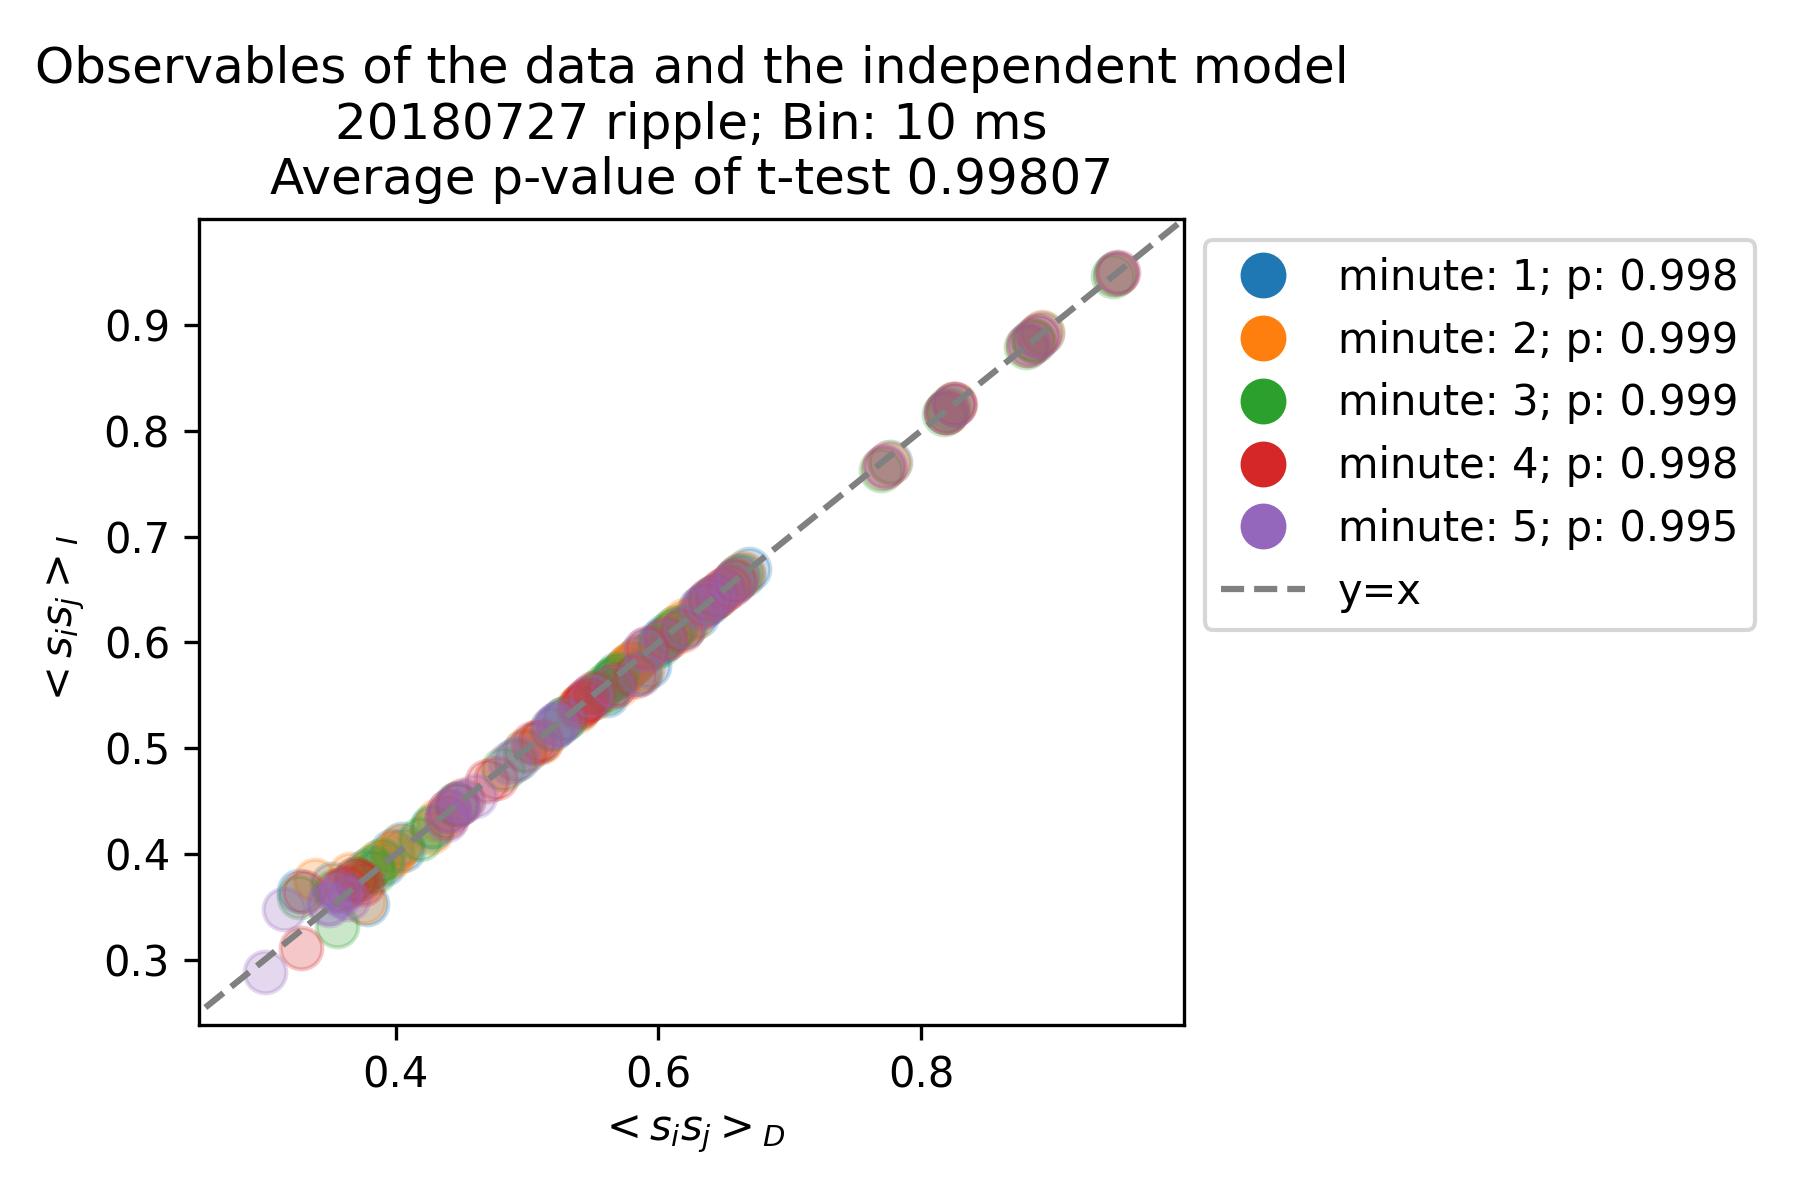 Observables of the data and the independent model
20180727 ripple; Bin: 10 ms
Average p-value of t-test 0.99807
0.9
0.8
0.7
0.6
0.5
0.4
0.3
< s_i s_j >_I
0.4
0.6
0.8
< s_i s_j >_D
minute: 1; p: 0.998
minute: 2; p: 0.999
minute: 3; p: 0.999
minute: 4; p: 0.998
minute: 5; p: 0.995
y=x